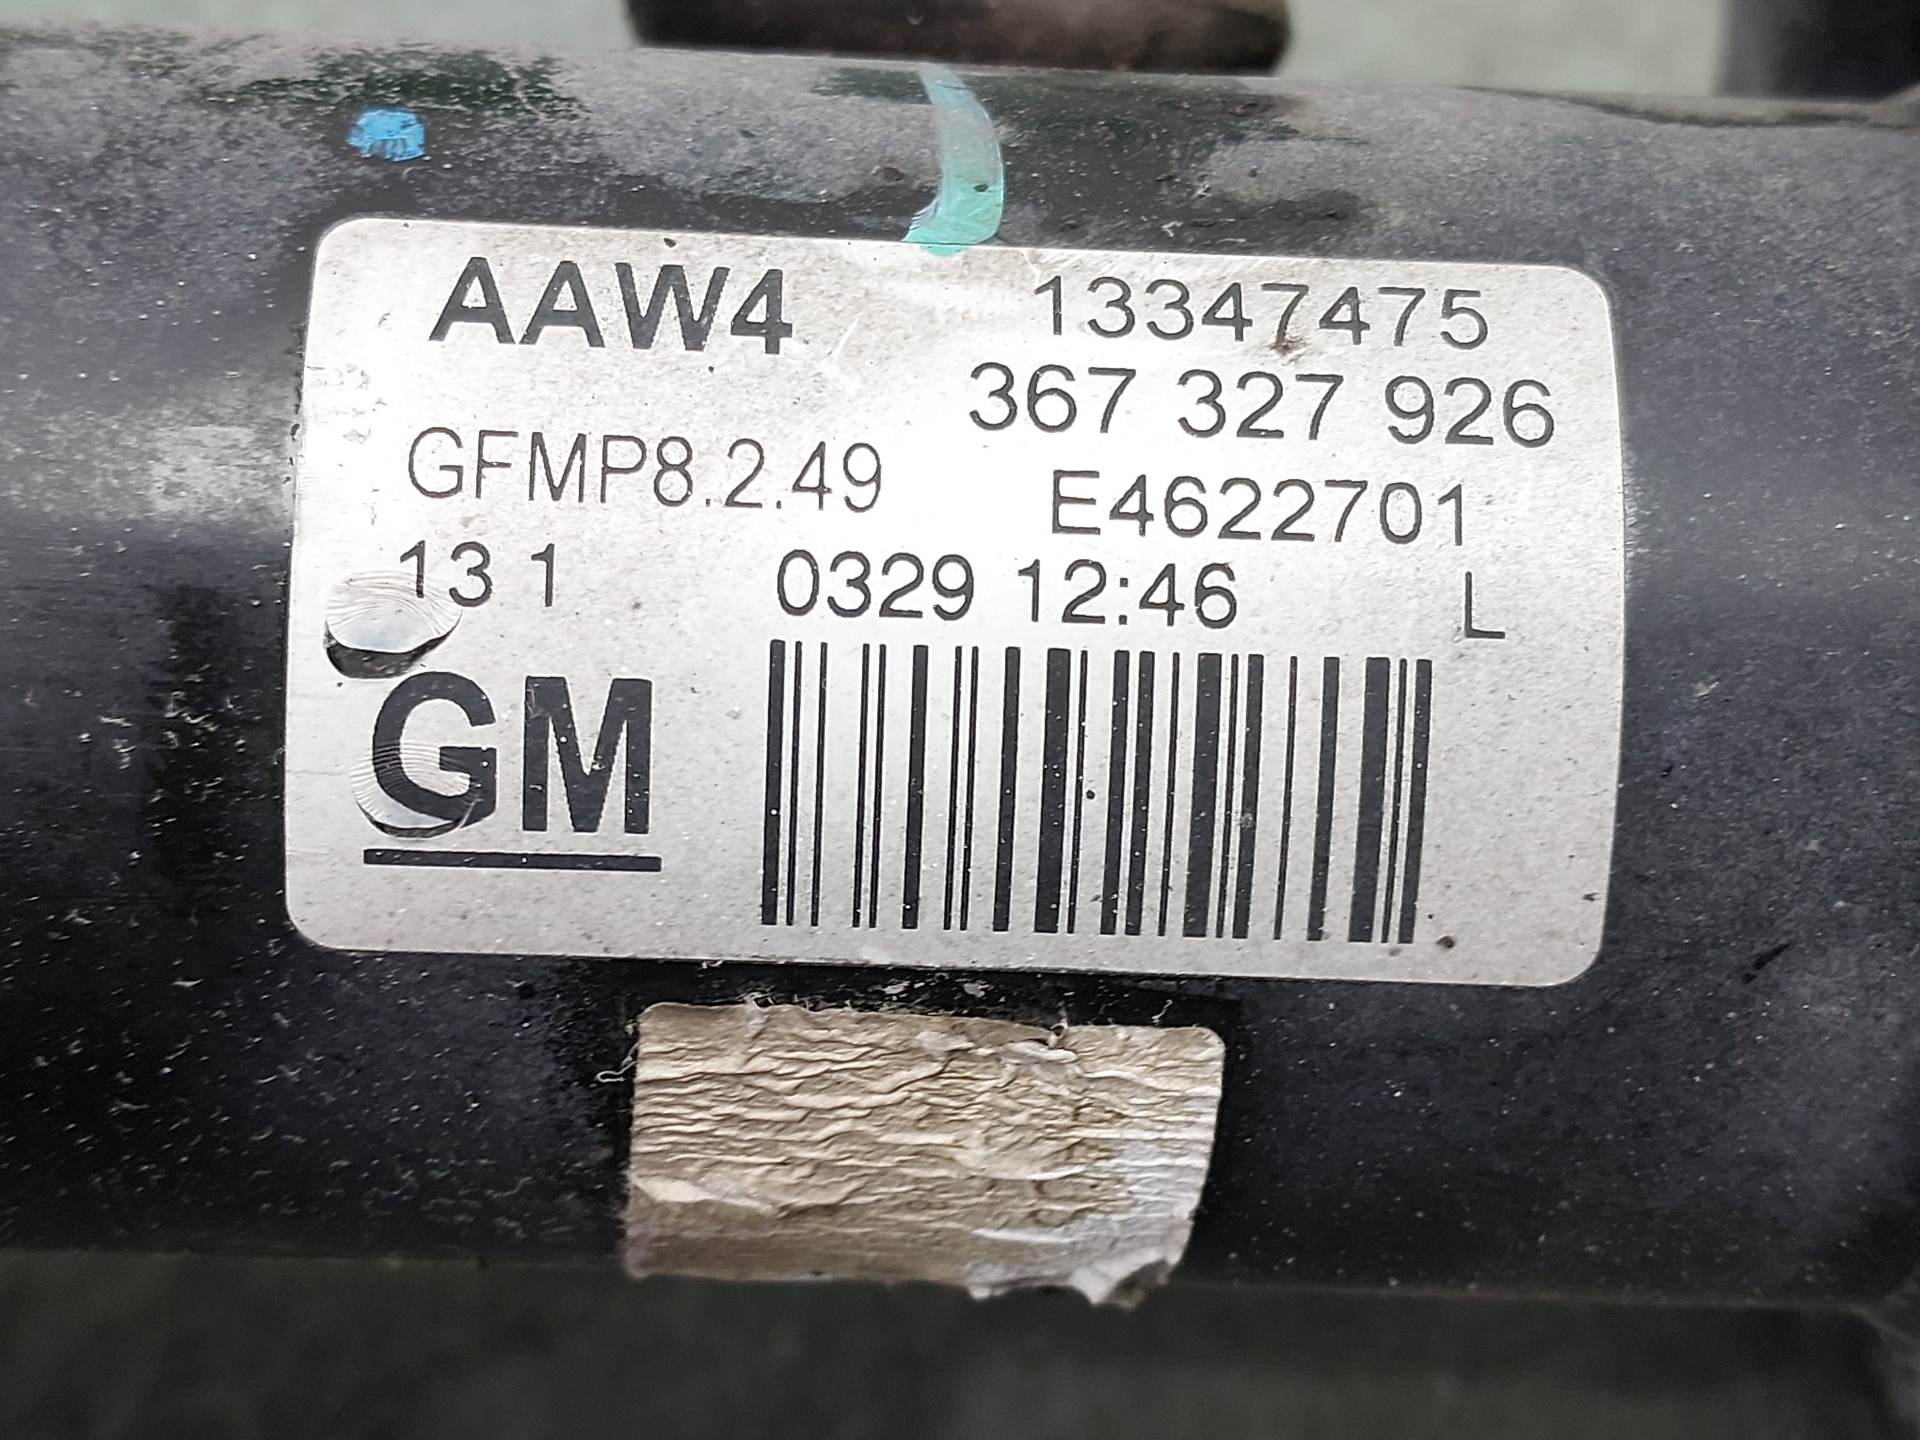 AAW4 13347475
367 327 926
GFMP8.2.49 E4622701
13 1 0329 12:46 L
GM